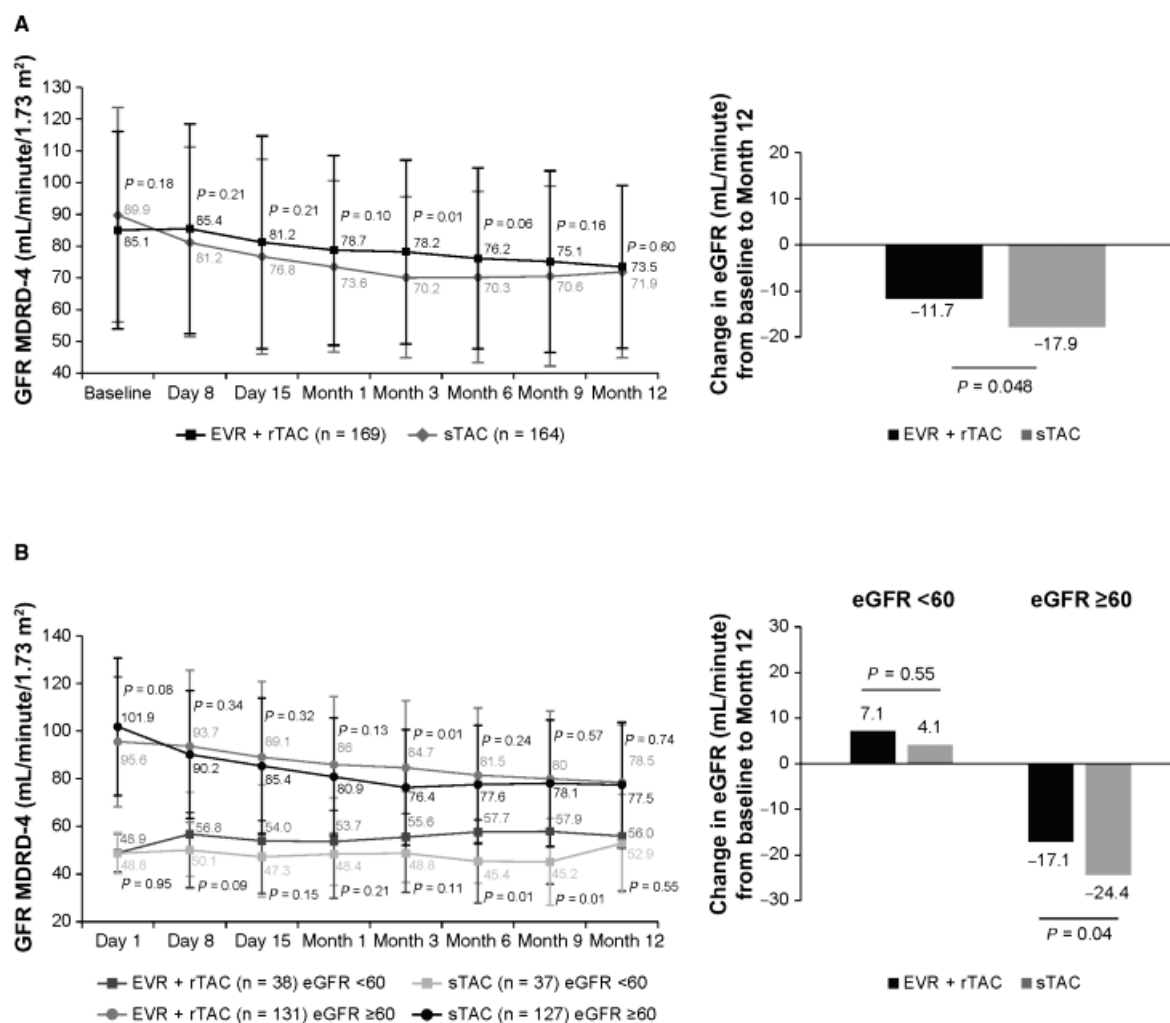 A
GFR MDRD-4 (mL/minute/1.73 m²)
130
120
110
100
90
80
70
60
50
40
P = 0.18
P = 0.21
P = 0.21
P = 0.10
P = 0.01
P = 0.06
P = 0.16
P = 0.60
89.9
85.4
81.2
78.7
78.2
76.2
75.1
73.5
85.1
81.2
76.8
73.6
70.2
70.3
70.6
71.9
Baseline Day 8 Day 15 Month 1 Month 3 Month 6 Month 9 Month 12
EVR + rTAC (n = 169) sTAC (n = 164)
Change in eGFR (mL/minute)
from baseline to Month 12
20
10
0
–10
–20
–11.7
–17.9
P = 0.048
EVR + rTAC sTAC
B
GFR MDRD-4 (mL/minute/1.73 m²)
140
120
100
80
60
40
20
P = 0.08
P = 0.34
P = 0.32
P = 0.13
P = 0.01
P = 0.24
P = 0.57
P = 0.74
101.9
93.7
89.1
86
84.7
81.5
80
78.5
95.6
90.2
85.4
80.9
76.4
77.6
78.1
77.5
48.9
56.8
54.0
53.7
55.6
57.7
57.9
56.0
48.8
50.1
47.3
48.4
48.8
45.4
45.2
52.9
P = 0.95
P = 0.09
P = 0.15
P = 0.21
P = 0.11
P = 0.01
P = 0.01
P = 0.55
Day 1 Day 8 Day 15 Month 1 Month 3 Month 6 Month 9 Month 12
EVR + rTAC (n = 38) eGFR <60 sTAC (n = 37) eGFR <60
EVR + rTAC (n = 131) eGFR ≥60 sTAC (n = 127) eGFR ≥60
Change in eGFR (mL/minute)
from baseline to Month 12
eGFR <60 eGFR ≥60
30
20
10
0
–10
–20
–30
P = 0.55
7.1
4.1
–17.1
–24.4
P = 0.04
EVR + rTAC sTAC